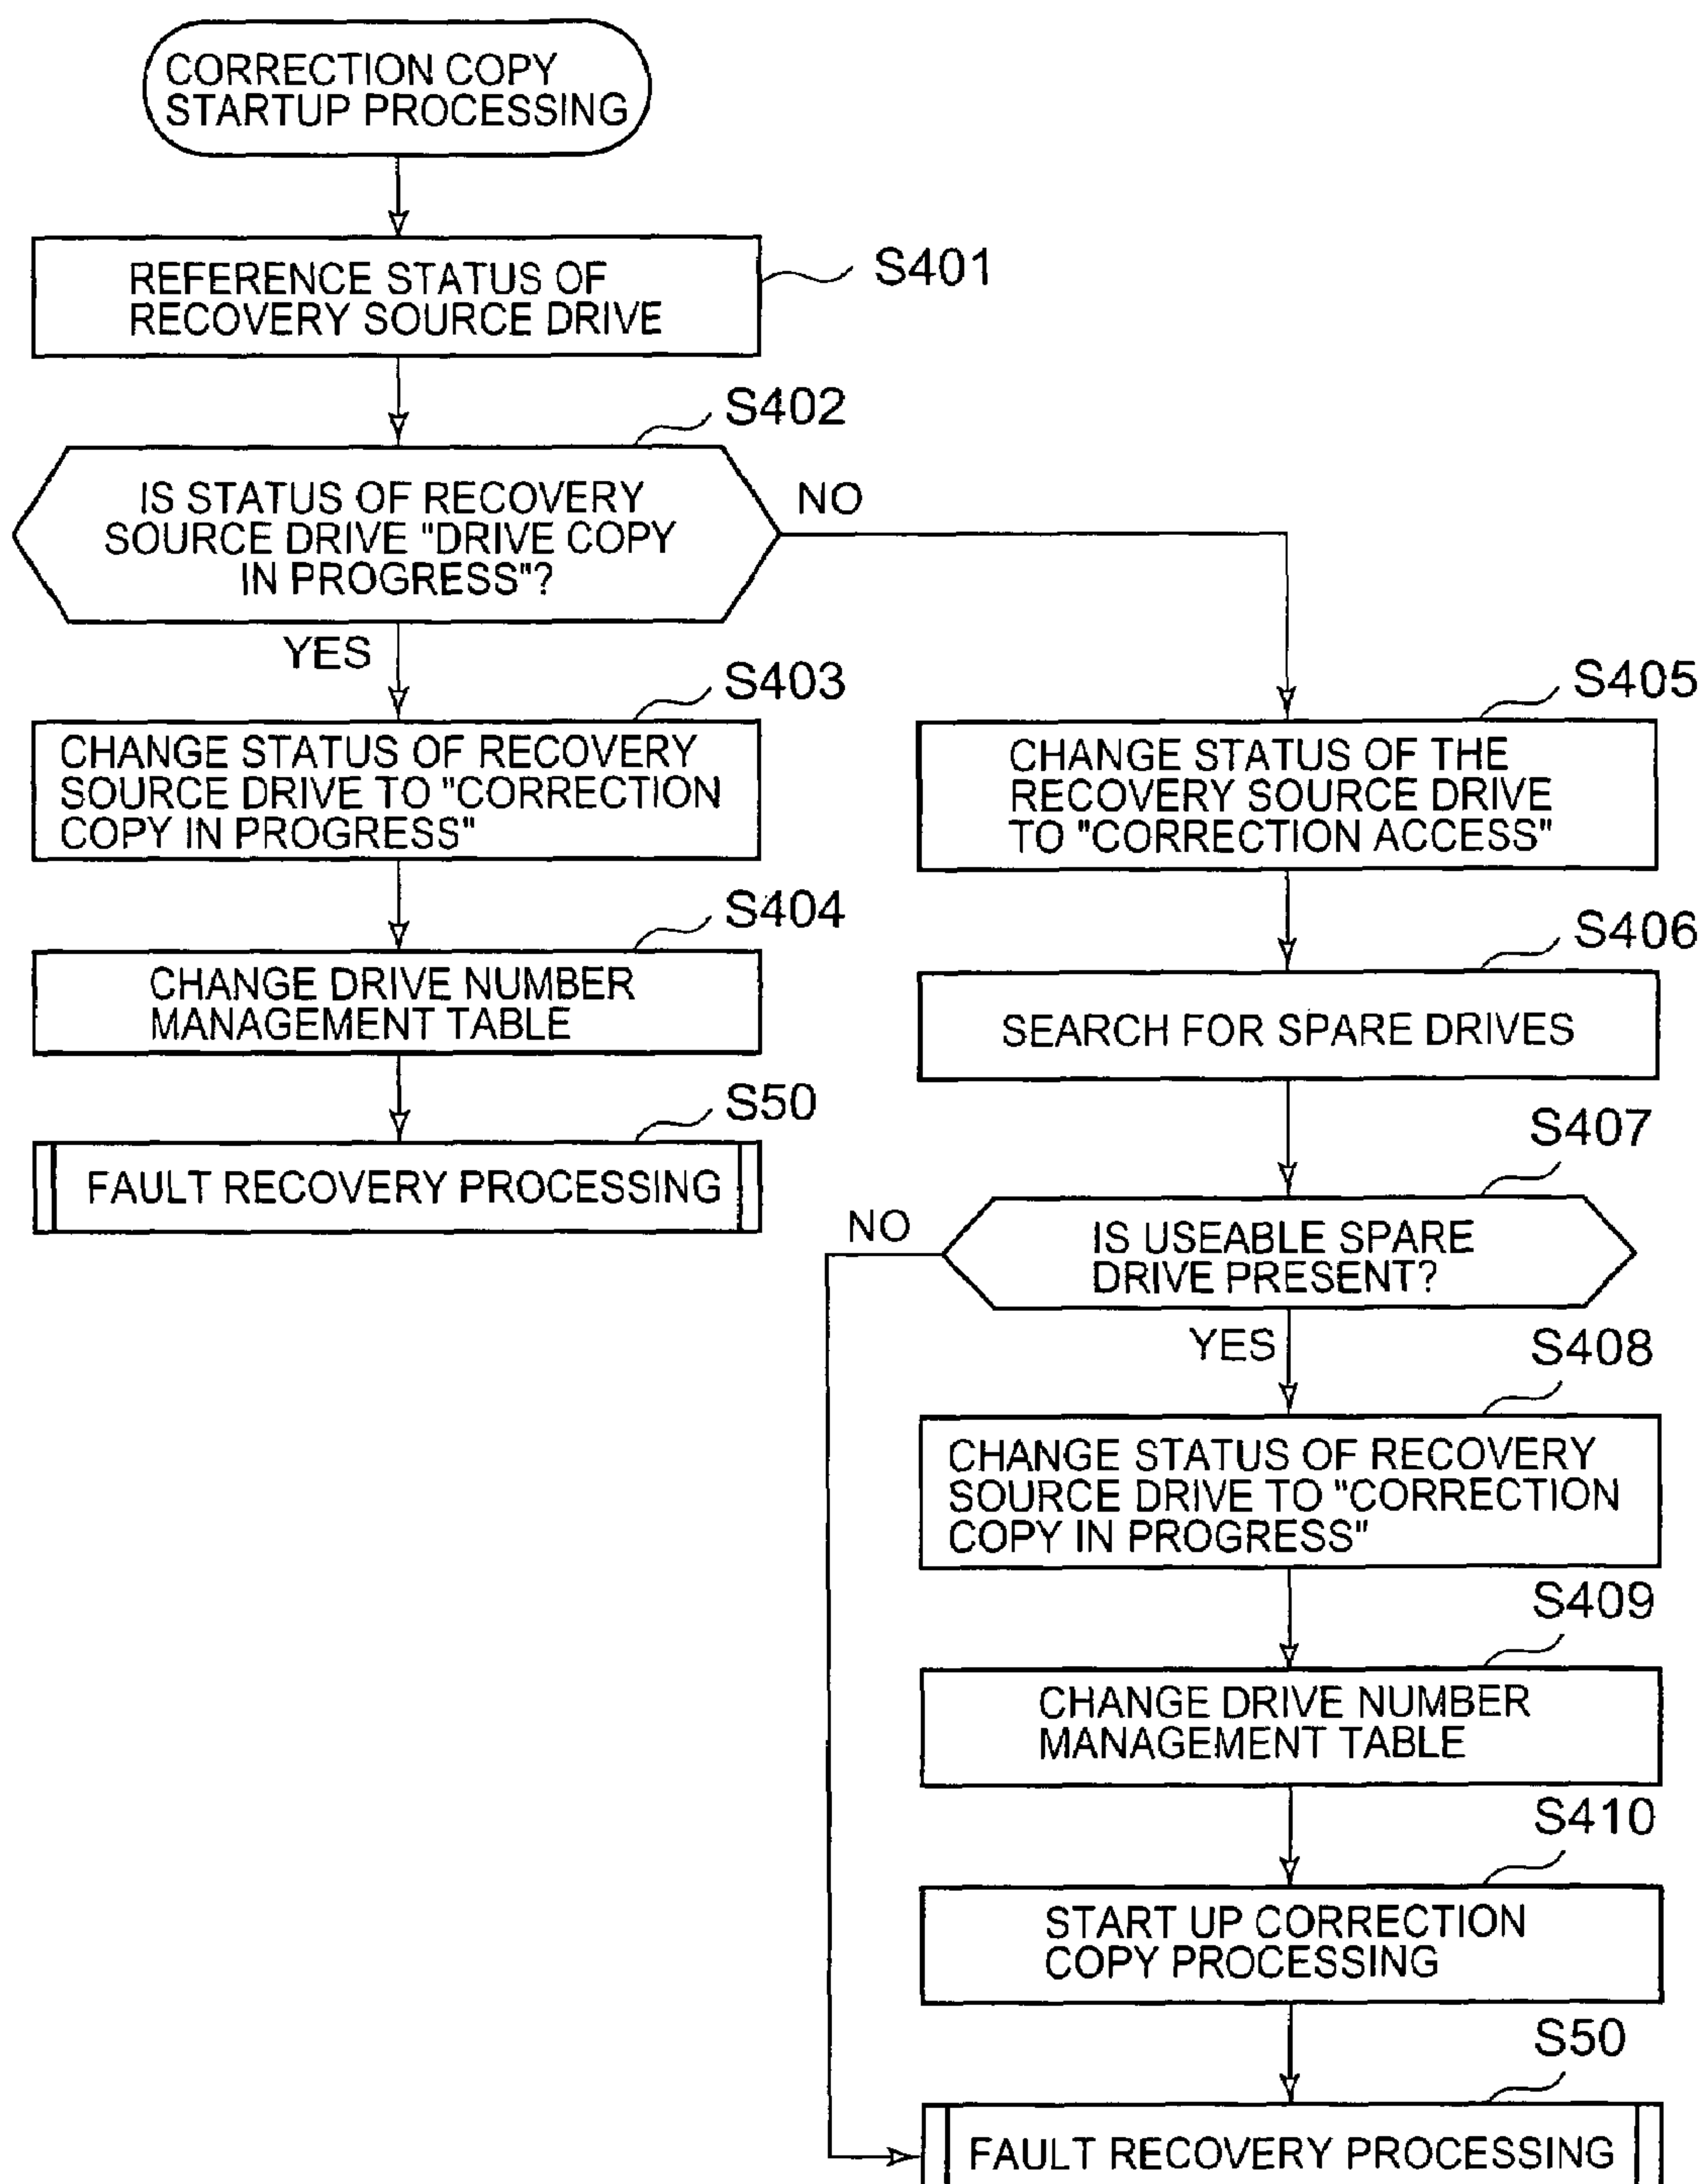 CORRECTION COPY
STARTUP PROCESSING
REFERENCE STATUS OF
RECOVERY SOURCE DRIVE
S401
S402
IS STATUS OF RECOVERY
SOURCE DRIVE "DRIVE COPY
IN PROGRESS"?
NO
YES
S403
CHANGE STATUS OF RECOVERY
SOURCE DRIVE TO "CORRECTION
COPY IN PROGRESS"
S404
CHANGE DRIVE NUMBER
MANAGEMENT TABLE
S50
FAULT RECOVERY PROCESSING
S405
CHANGE STATUS OF THE
RECOVERY SOURCE DRIVE
TO "CORRECTION ACCESS"
S406
SEARCH FOR SPARE DRIVES
S407
IS USEABLE SPARE
DRIVE PRESENT?
NO
YES
S408
CHANGE STATUS OF RECOVERY
SOURCE DRIVE TO "CORRECTION
COPY IN PROGRESS"
S409
CHANGE DRIVE NUMBER
MANAGEMENT TABLE
S410
START UP CORRECTION
COPY PROCESSING
S50
FAULT RECOVERY PROCESSING